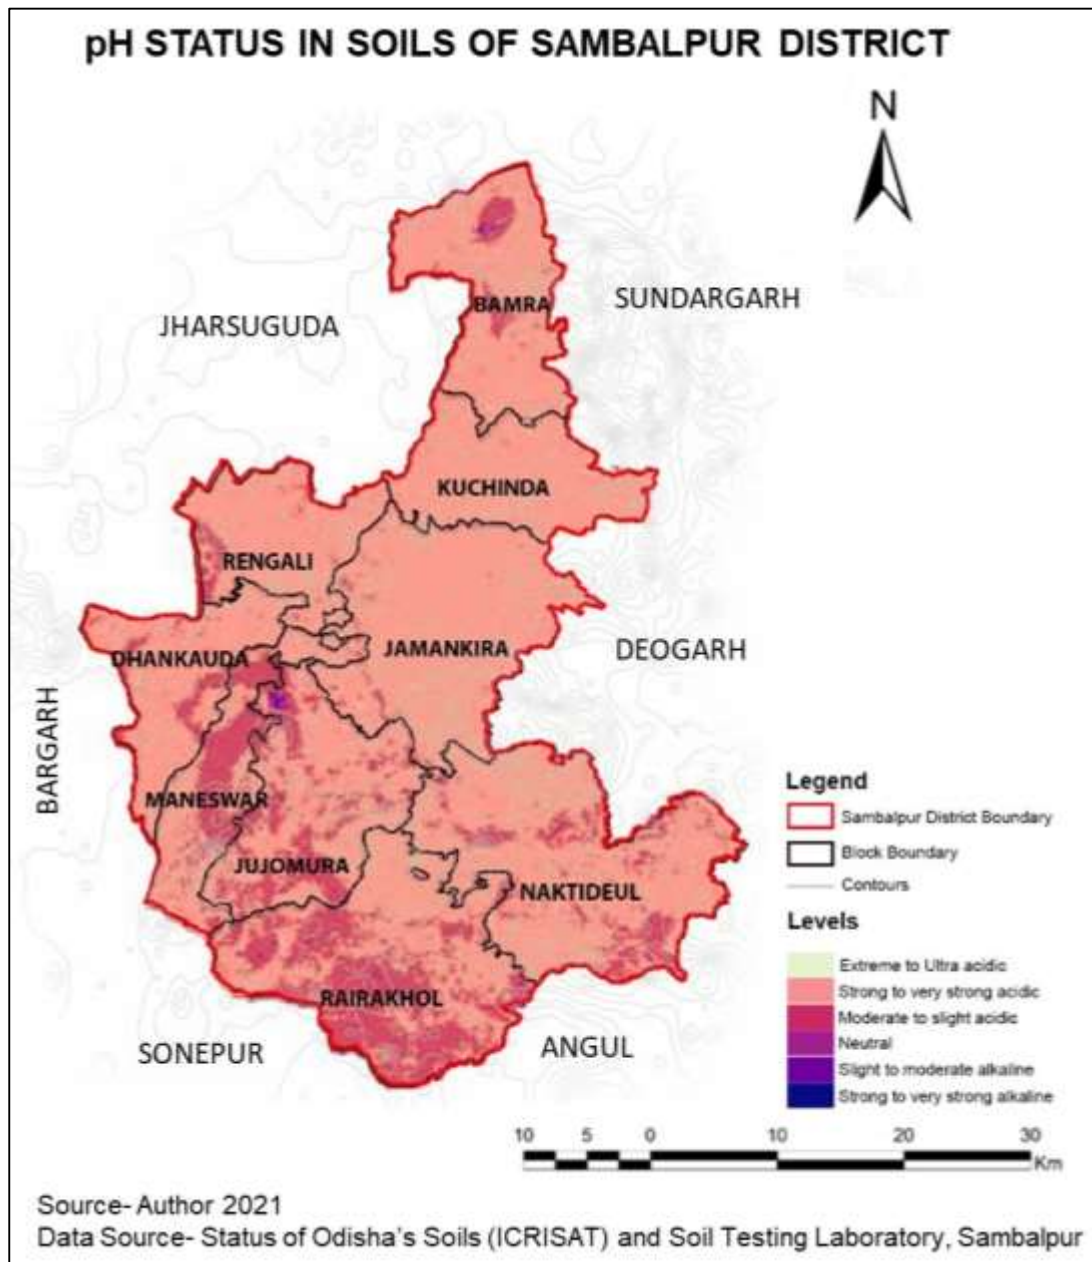 pH STATUS IN SOILS OF SAMBALPUR DISTRICT
N
SUNDARGARH
BAMRA
JHARSUGUDA
KUCHINDA
RENGALI
DHANKAUDA
JAMANKIRA
DEOGARH
BARGARH
MANESWAR
JUJOMURA
NAKTIDEUL
RAIRAKHOL
SONEPUR
ANGUL
Legend
Sambalpur District Boundary
Block Boundary
Contours
Levels
Extreme to Ultra acidic
Strong to very strong acidic
Moderate to slight acidic
Neutral
Slight to moderate alkaline
Strong to very strong alkaline
10 5 0 10 20 30
Km
Source- Author 2021
Data Source- Status of Odisha's Soils (ICRISAT) and Soil Testing Laboratory, Sambalpur